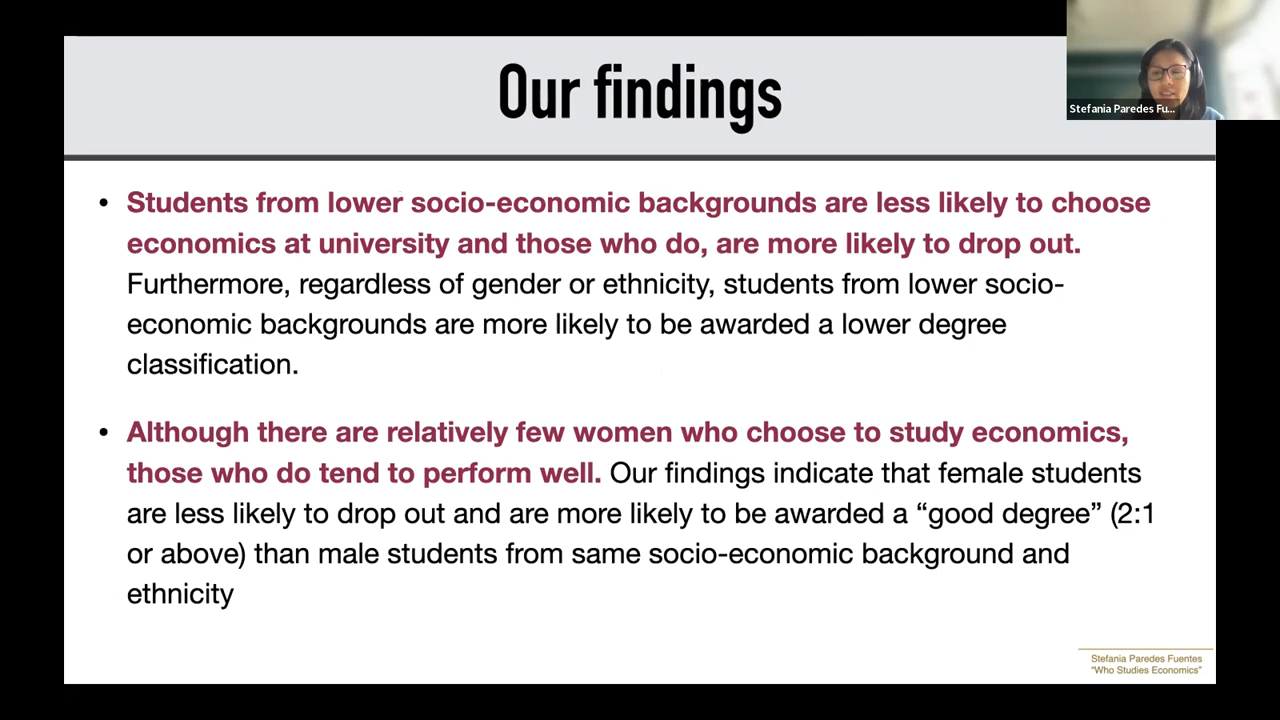 Our findings
Stefania Paredes Fu...
• Students from lower socio-economic backgrounds are less likely to choose
economics at university and those who do, are more likely to drop out.
Furthermore, regardless of gender or ethnicity, students from lower socio-
economic backgrounds are more likely to be awarded a lower degree
classification.
• Although there are relatively few women who choose to study economics,
those who do tend to perform well. Our findings indicate that female students
are less likely to drop out and are more likely to be awarded a “good degree” (2:1
or above) than male students from same socio-economic background and
ethnicity
Stefania Paredes Fuentes
“Who Studies Economics”